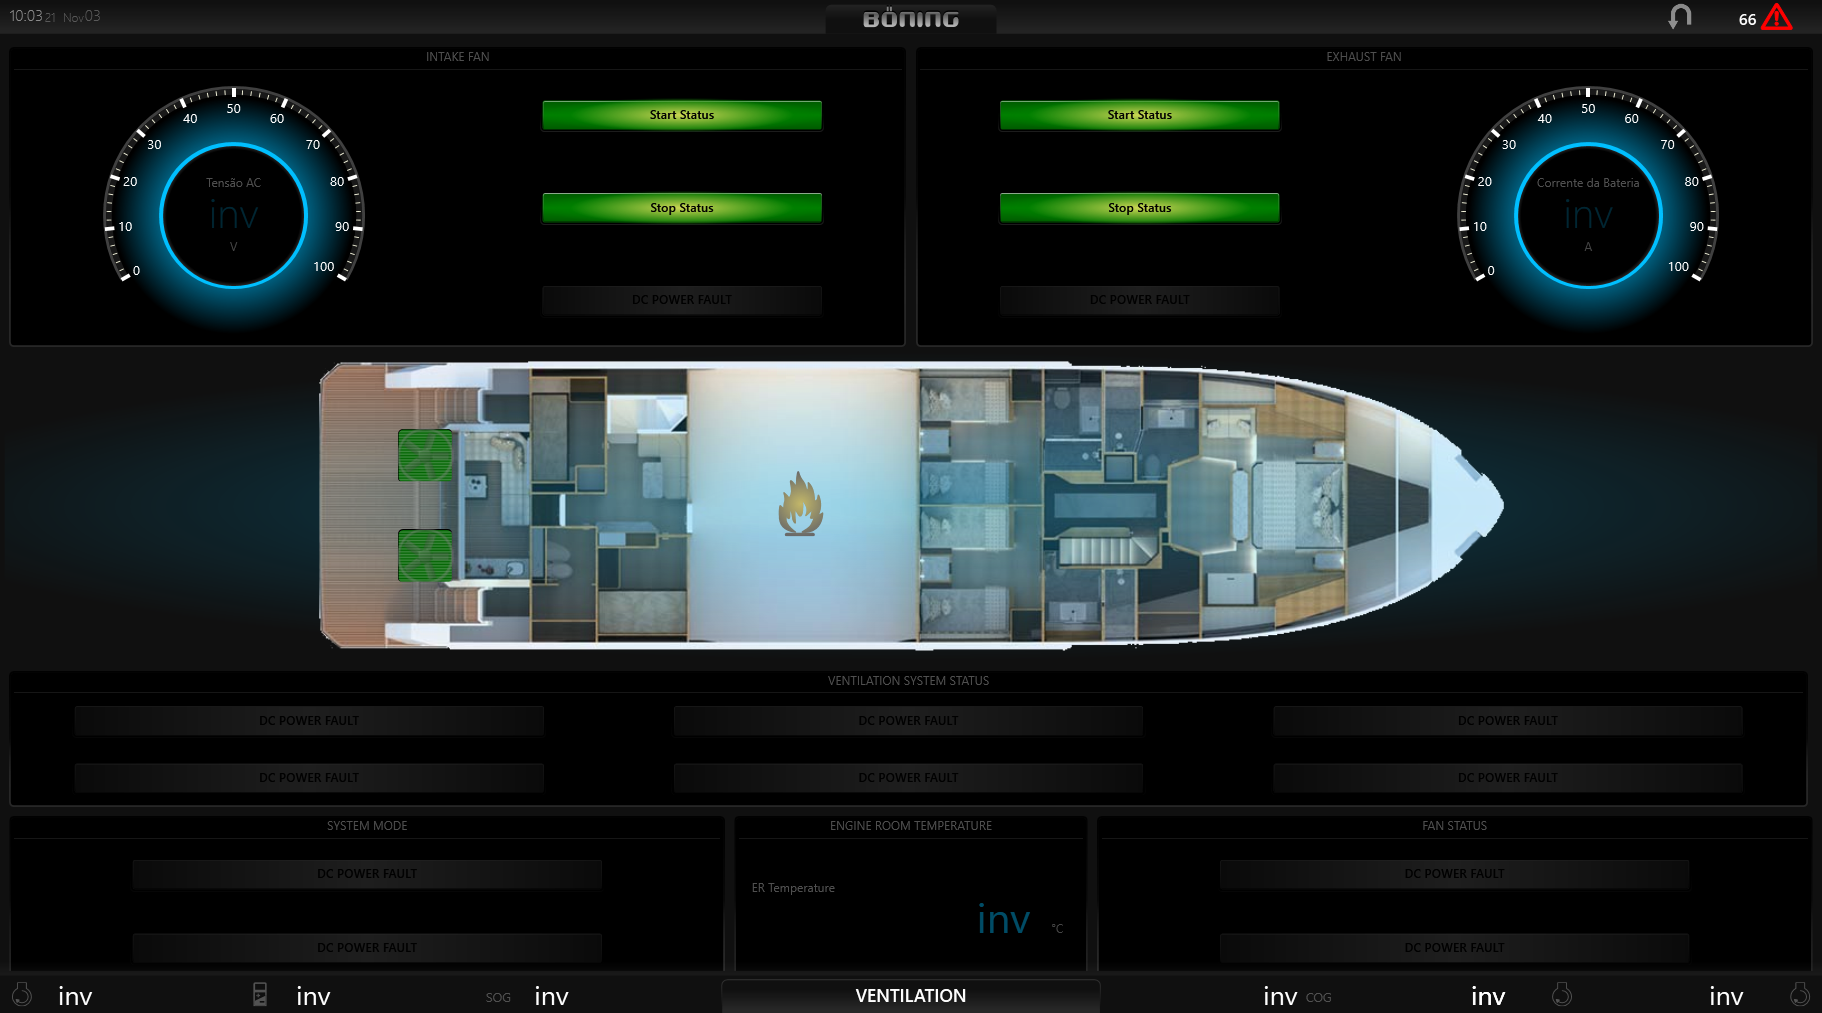 10:03 21 Nov 03
BÖNING
66
INTAKE FAN
EXHAUST FAN
0
10
20
30
40
50
60
70
80
90
100
Tensão AC
inv
V
Start Status
Stop Status
DC POWER FAULT
Start Status
Stop Status
DC POWER FAULT
0
10
20
30
40
50
60
70
80
90
100
Corrente da Bateria
inv
A
VENTILATION SYSTEM STATUS
DC POWER FAULT DC POWER FAULT DC POWER FAULT
DC POWER FAULT DC POWER FAULT DC POWER FAULT
SYSTEM MODE
DC POWER FAULT
DC POWER FAULT
ENGINE ROOM TEMPERATURE
ER Temperature
inv °C
FAN STATUS
DC POWER FAULT
DC POWER FAULT
inv inv SOG inv VENTILATION inv COG inv inv